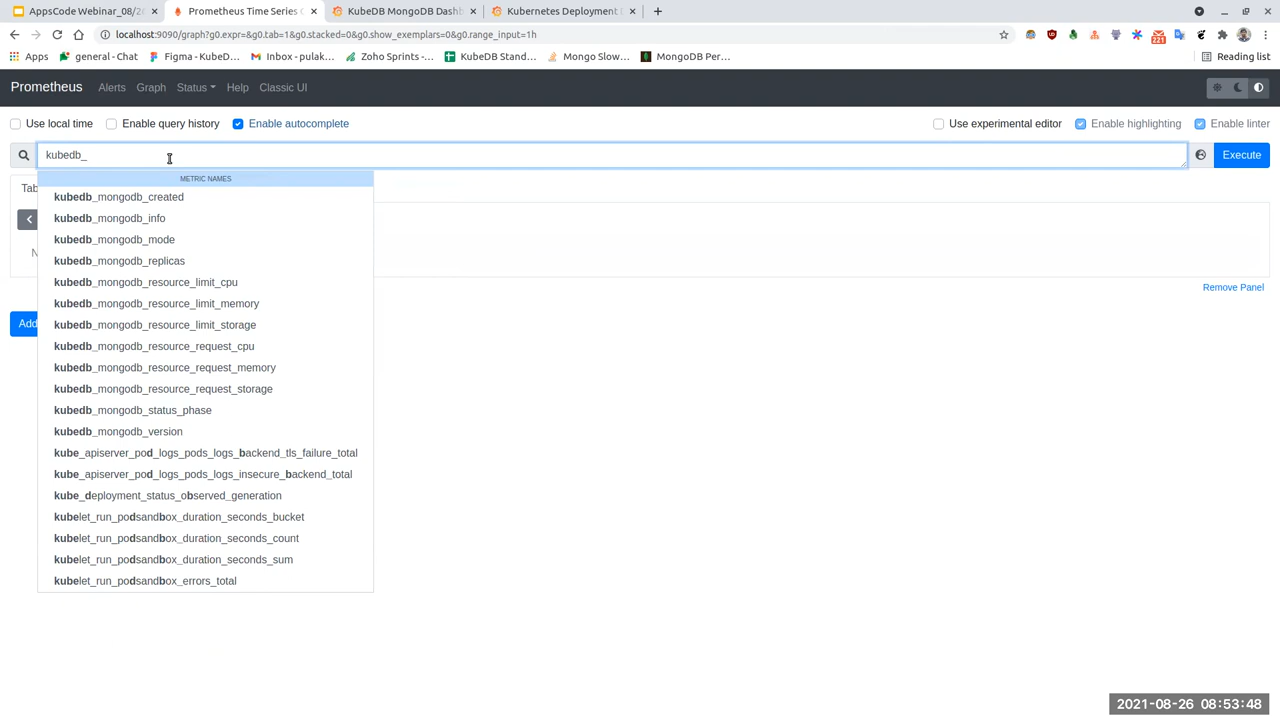 AppsCode Webinar_08/2
Prometheus Time Series C
KubeDB MongoDB Dashb
Kubernetes Deployment
localhost:9090/graph?g0.expr=&g0.tab=1&g0.stacked=0&g0.show_exemplars=0&g0.range_input=1h
221
Apps
general - Chat
Figma - KubeD...
Inbox - pulak...
Zoho Sprints -...
KubeDB Stand...
Mongo Slow...
MongoDB Per...
Reading list
Prometheus Alerts Graph Status Help Classic UI
Use local time Enable query history Enable autocomplete Use experimental editor Enable highlighting Enable linter
kubedb_ Execute
METRIC NAMES
Tab
kubedb_mongodb_created
kubedb_mongodb_info
kubedb_mongodb_mode
N
kubedb_mongodb_replicas
kubedb_mongodb_resource_limit_cpu
Remove Panel
kubedb_mongodb_resource_limit_memory
kubedb_mongodb_resource_limit_storage
Add
kubedb_mongodb_resource_request_cpu
kubedb_mongodb_resource_request_memory
kubedb_mongodb_resource_request_storage
kubedb_mongodb_status_phase
kubedb_mongodb_version
kube_apiserver_pod_logs_pods_logs_backend_tls_failure_total
kube_apiserver_pod_logs_pods_logs_insecure_backend_total
kube_deployment_status_observed_generation
kubelet_run_podsandbox_duration_seconds_bucket
kubelet_run_podsandbox_duration_seconds_count
kubelet_run_podsandbox_duration_seconds_sum
kubelet_run_podsandbox_errors_total
2021-08-26 08:53:48